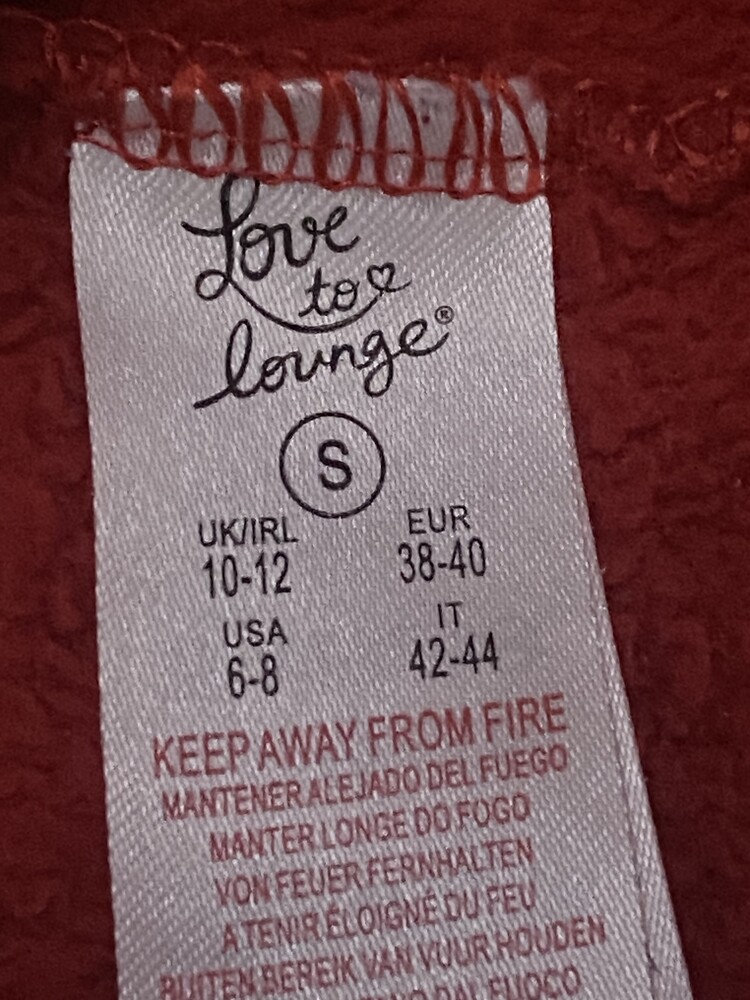 Love
to
lounge®
S
UK/IRL EUR
10-12 38-40
USA IT
6-8 42-44
KEEP AWAY FROM FIRE
MANTENER ALEJADO DEL FUEGO
MANTER LONGE DO FOGO
VON FEUER FERNHALTEN
A TENIR ÉLOIGNÉ DU FEU
BUITEN BEREIK VAN VUUR HOUDEN
DAL FUOCO